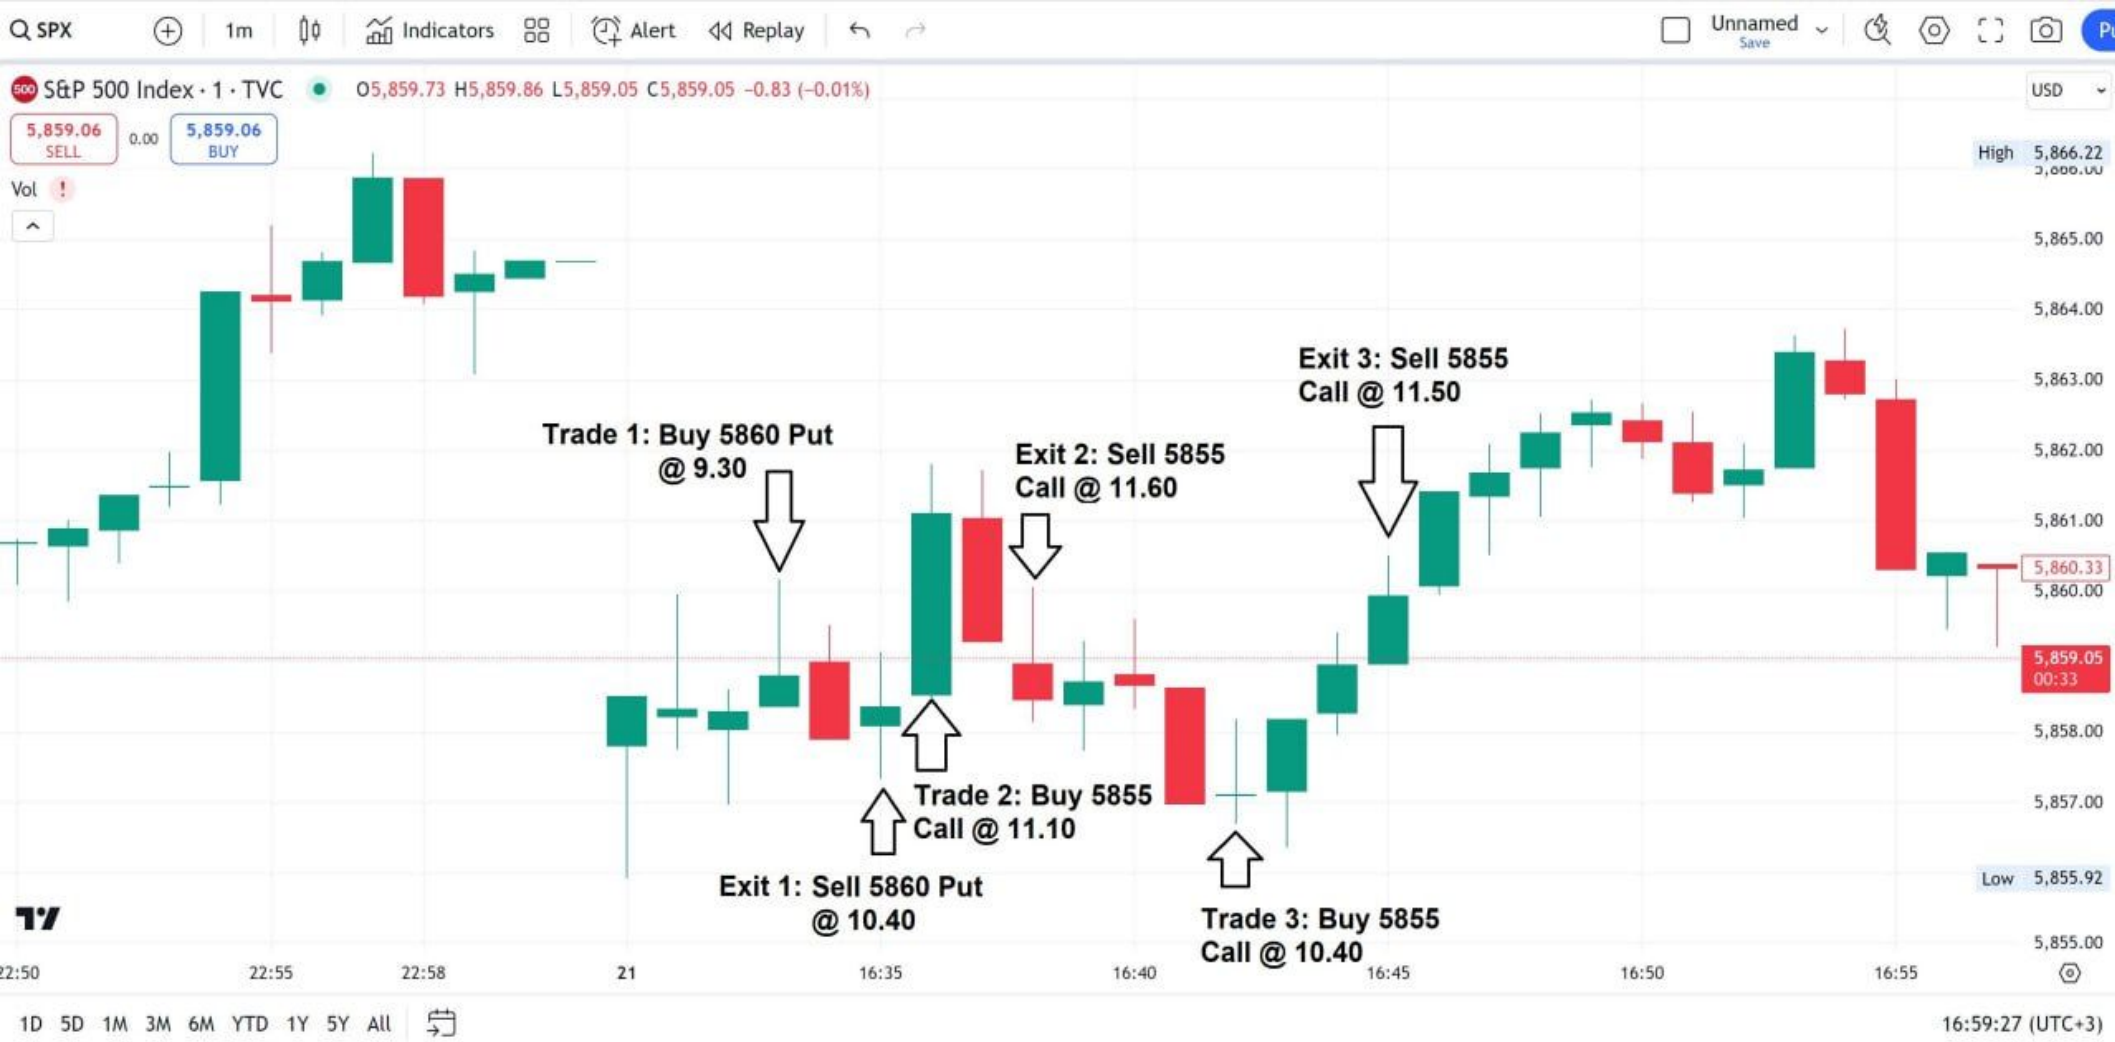 SPX 1m Indicators Alert Replay Unnamed
Save
S&P 500 Index · 1 · TVC O5,859.73 H5,859.86 L5,859.05 C5,859.05 −0.83 (−0.01%) USD
5,859.06 0.00 5,859.06
SELL BUY
Vol !
High 5,866.22
5,866.00
5,865.00
5,864.00
5,863.00
5,862.00
5,861.00
5,860.33
5,860.00
5,859.05
00:33
5,858.00
5,857.00
Low 5,855.92
5,855.00
Trade 1: Buy 5860 Put
@ 9.30
Exit 1: Sell 5860 Put
@ 10.40
Trade 2: Buy 5855
Call @ 11.10
Exit 2: Sell 5855
Call @ 11.60
Trade 3: Buy 5855
Call @ 10.40
Exit 3: Sell 5855
Call @ 11.50
22:50 22:55 22:58 21 16:35 16:40 16:45 16:50 16:55
1D 5D 1M 3M 6M YTD 1Y 5Y All 16:59:27 (UTC+3)